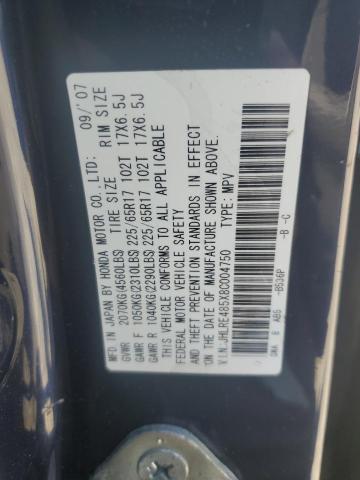 MFD. IN JAPAN BY HONDA MOTOR CO., LTD: 09/'07
TIRE SIZE RIM SIZE
GVWR 2070KG(4560LBS)
GAWR F 1050KG(2310LBS) 225/65R17 102T 17X6.5J
GAWR R 1040KG(2290LBS) 225/65R17 102T 17X6.5J
THIS VEHICLE CONFORMS TO ALL APPLICABLE
FEDERAL MOTOR VEHICLE SAFETY
AND THEFT PREVENTION STANDARDS IN EFFECT
ON THE DATE OF MANUFACTURE SHOWN ABOVE.
V.I.N:JHLRE485X8C004750 TYPE: MPV
-B -C
B A85 -B536P